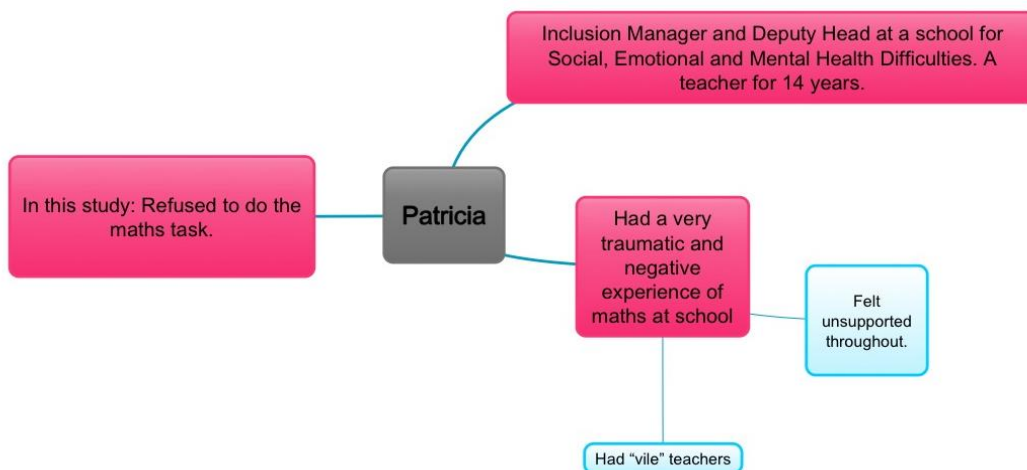 Inclusion Manager and Deputy Head at a school for
Social, Emotional and Mental Health Difficulties. A
teacher for 14 years.
In this study: Refused to do the
maths task.
Patricia
Had a very
traumatic and
negative
experience of
maths at school
Felt
unsupported
throughout.
Had “vile” teachers